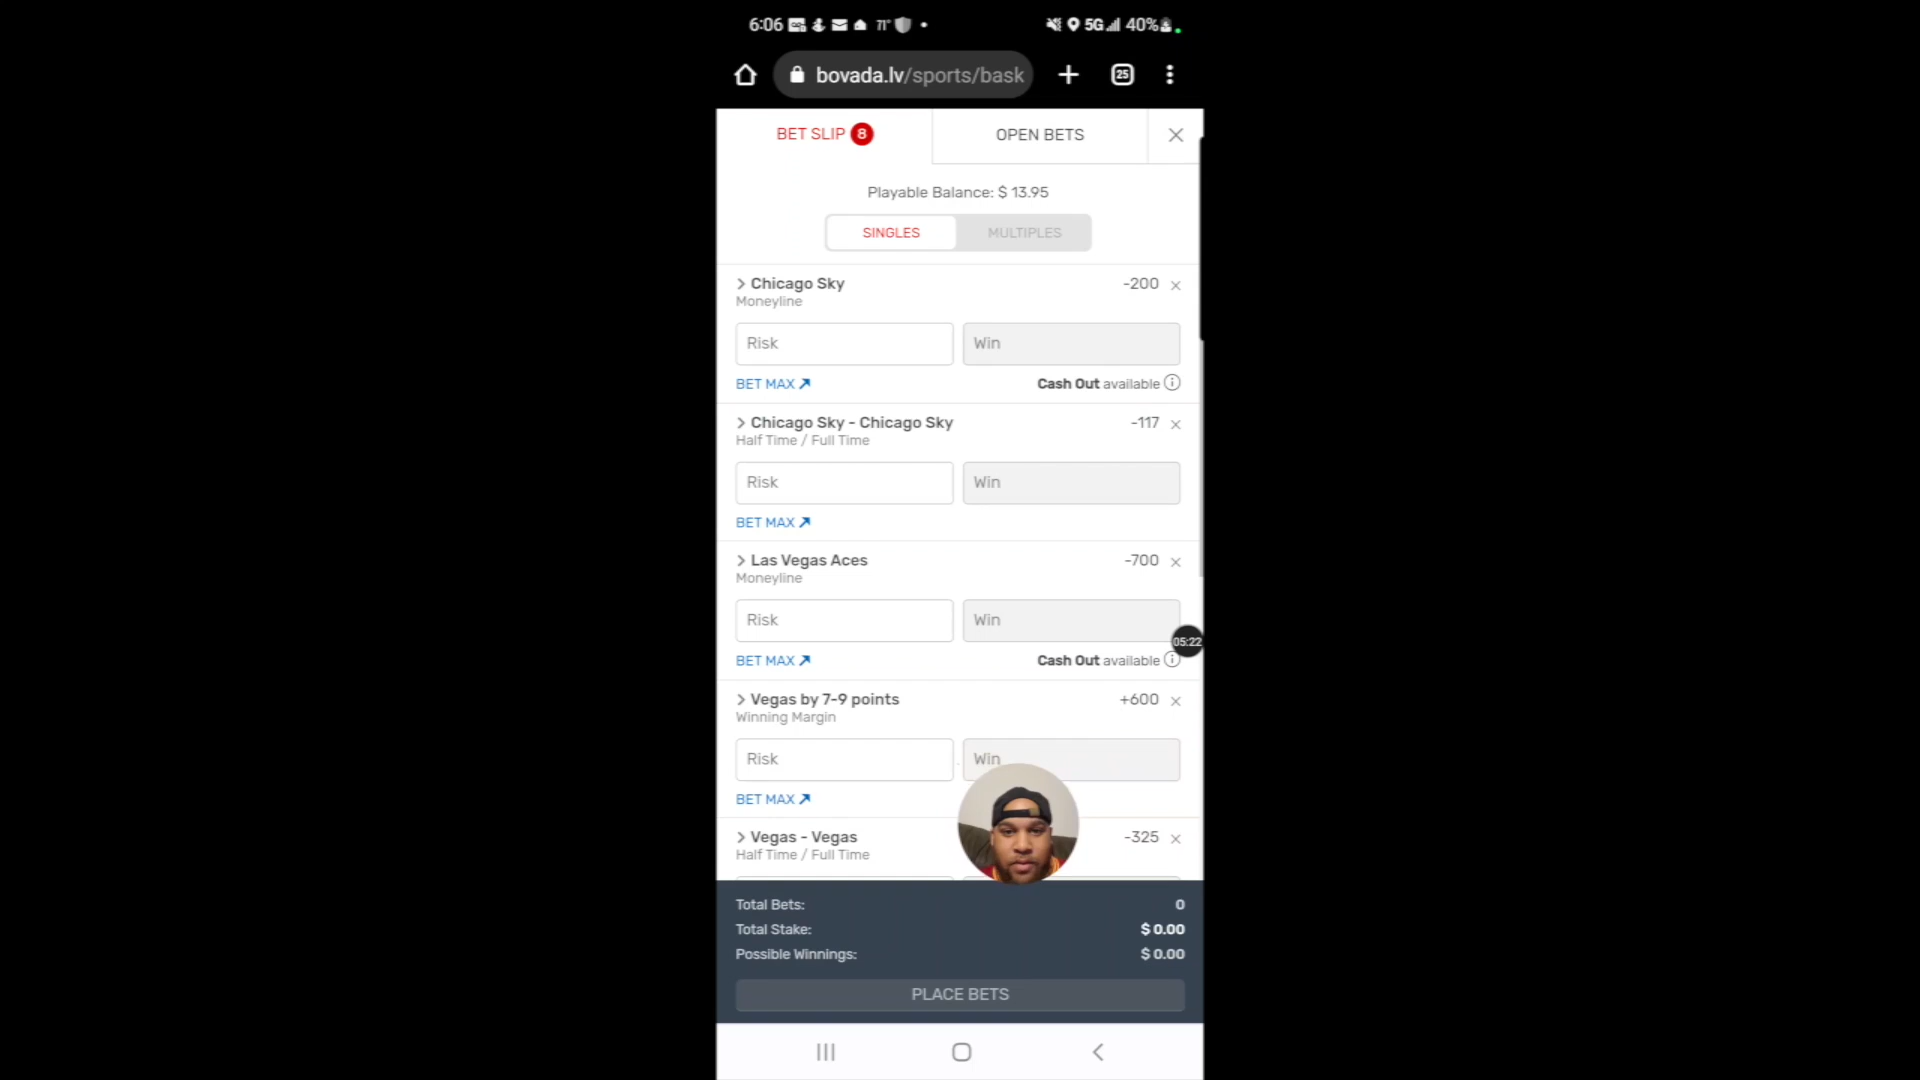 6:06 71° 5G 40%
bovada.lv/sports/bask 25
BET SLIP 8 OPEN BETS
Playable Balance: $ 13.95
SINGLES MULTIPLES
Chicago Sky -200
Moneyline
Risk Win
BET MAX Cash Out available
Chicago Sky - Chicago Sky -117
Half Time / Full Time
Risk Win
BET MAX
Las Vegas Aces -700
Moneyline
Risk Win
05:22
BET MAX Cash Out available
Vegas by 7-9 points +600
Winning Margin
Risk Win
BET MAX
Vegas - Vegas -325
Half Time / Full Time
Total Bets: 0
Total Stake: $ 0.00
Possible Winnings: $ 0.00
PLACE BETS